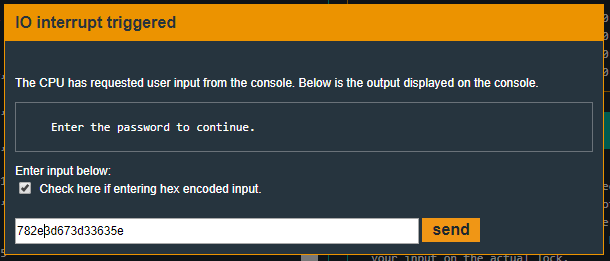 IO interrupt triggered
The CPU has requested user input from the console. Below is the output displayed on the console.
Enter the password to continue.
Enter input below:
Check here if entering hex encoded input.
782e3d673d33635e
send
your input on the actual lock.